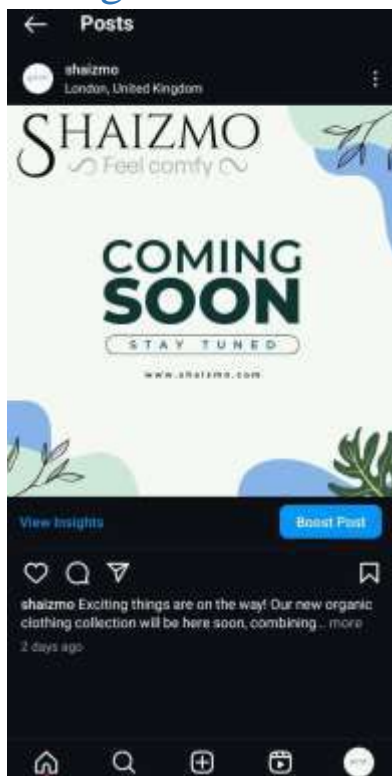 Posts
shaizmo
London, United Kingdom
SHAIZMO
Feel comfy
COMING
SOON
STAY TUNED
www.shaizmo.com
View Insights
Boost Post
shaizmo Exciting things are on the way! Our new organic
clothing collection will be here soon, combining... more
2 days ago